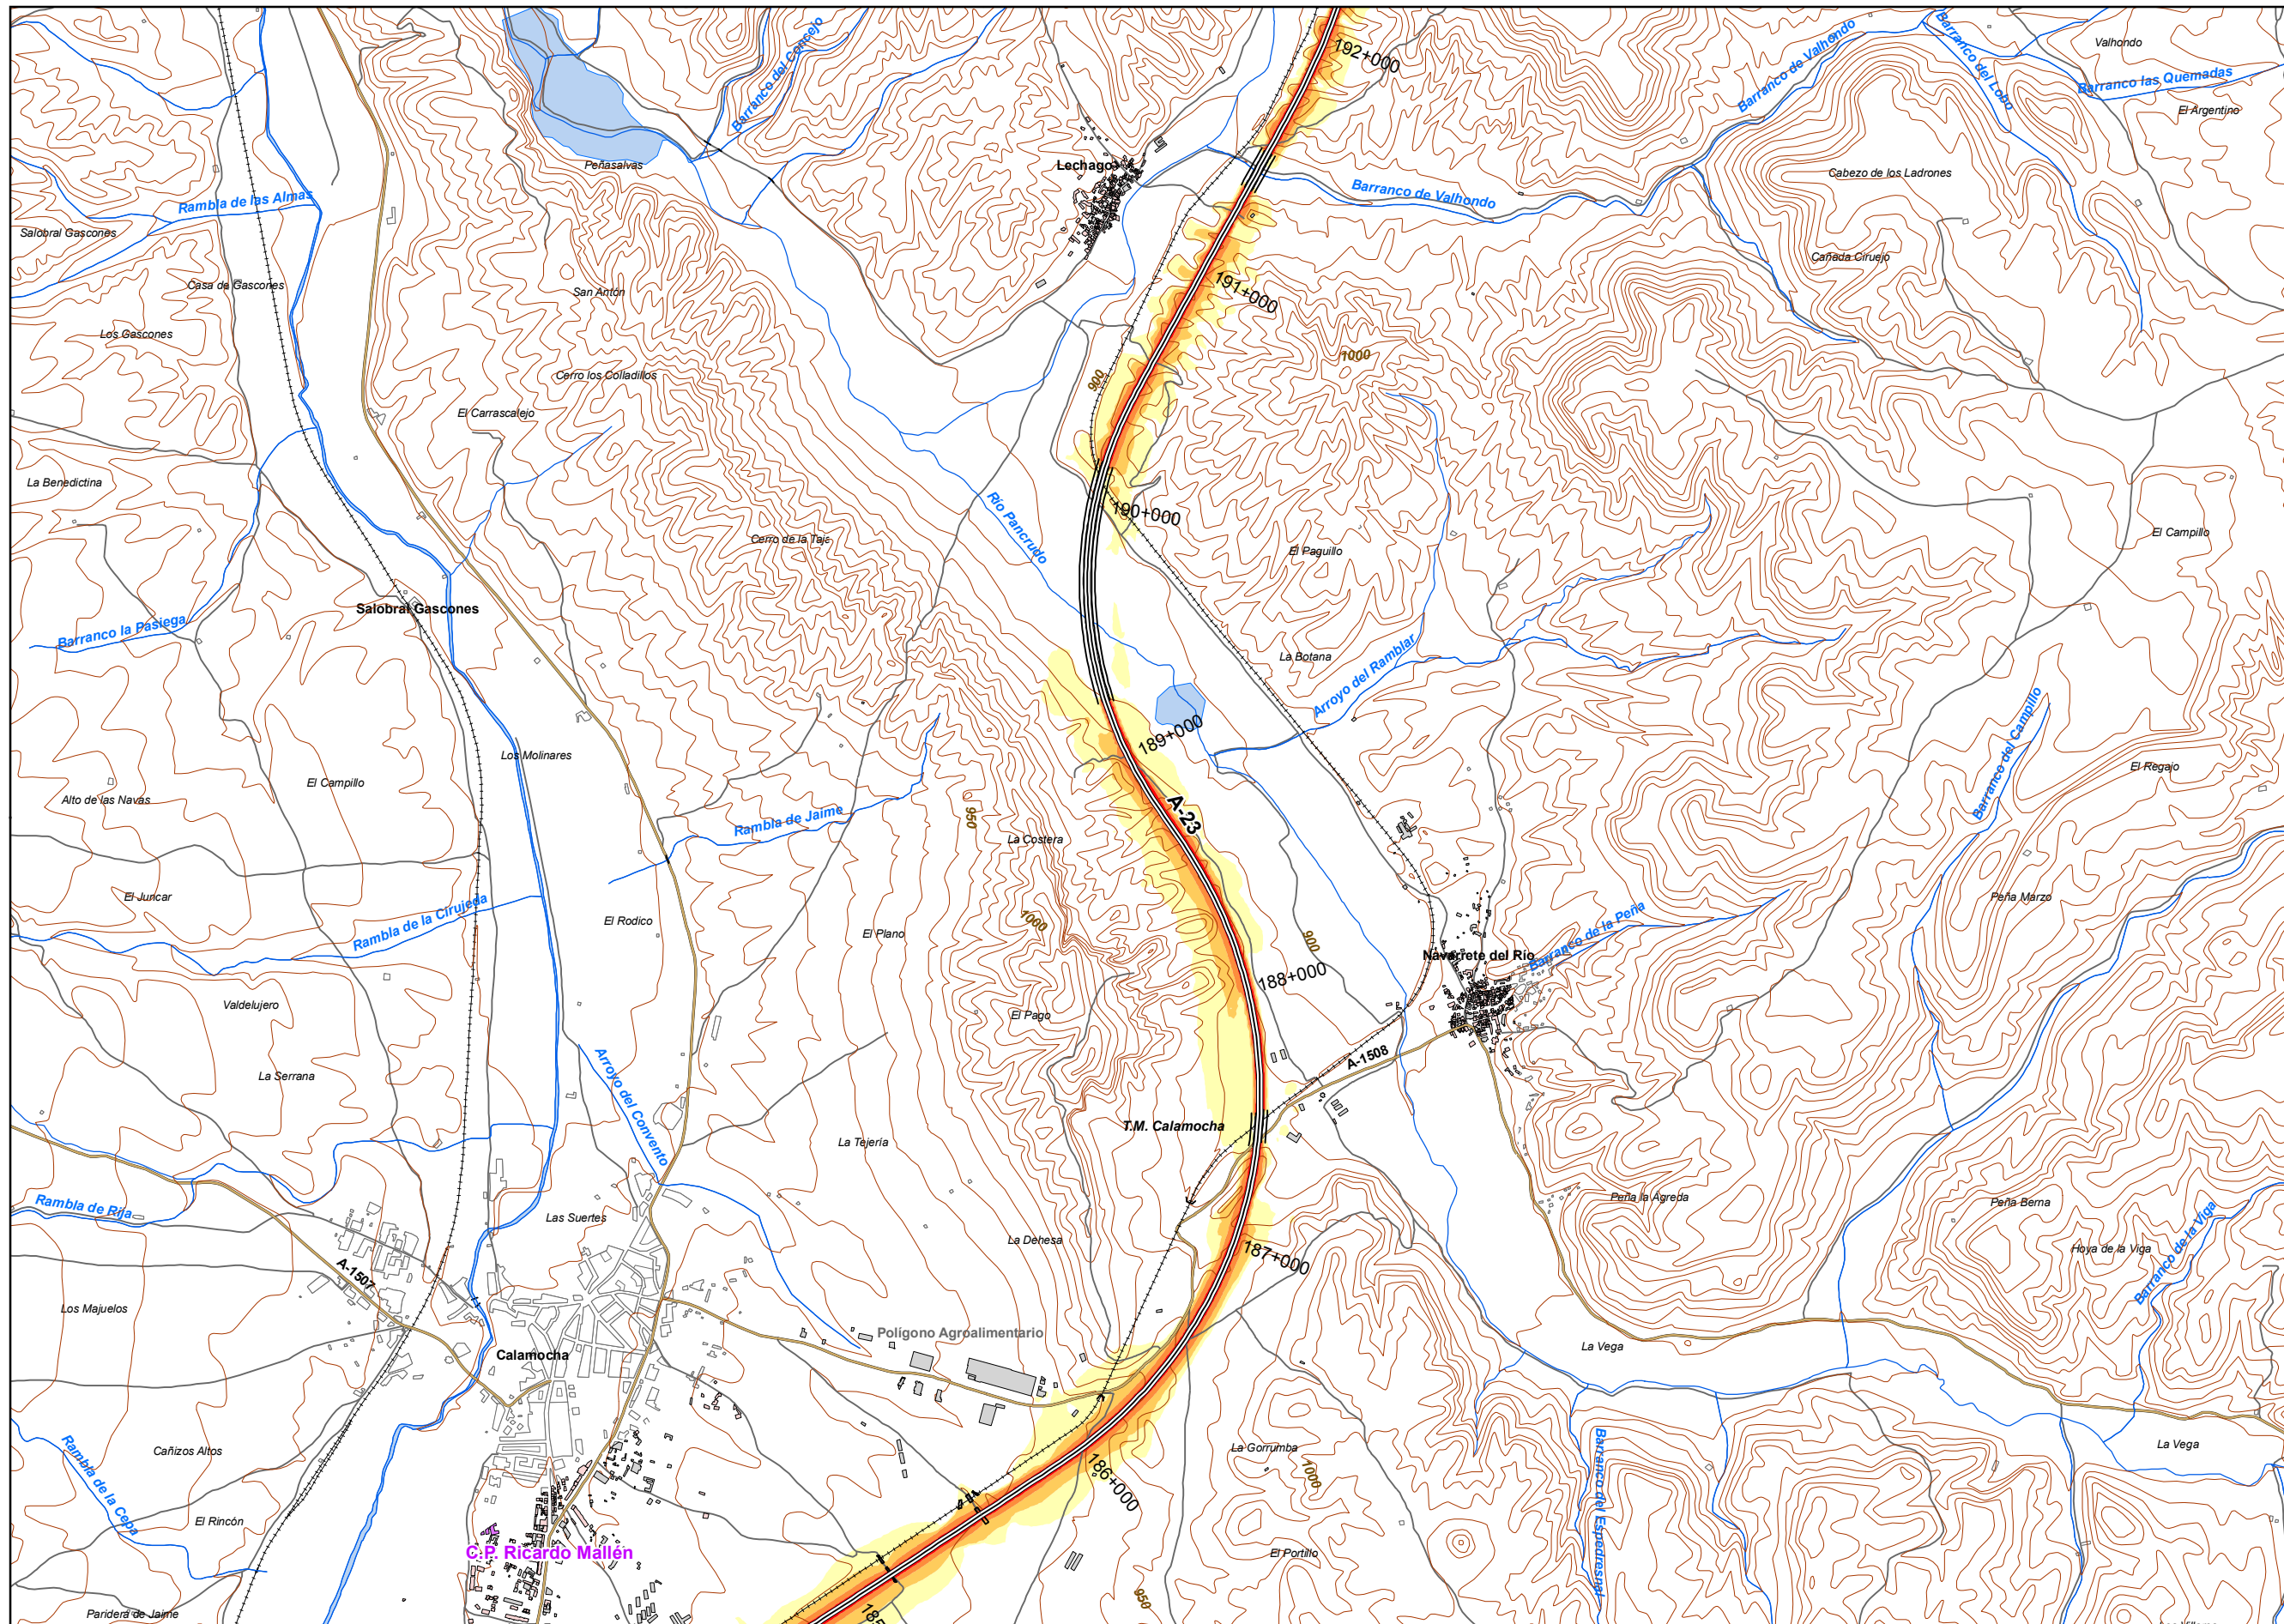 192+000
Barranco del Concejo
Barranco de Valhondo
Barranco del Lobo
Valhondo
Barranco las Quemadas
El Argentino
Peñasalvas
Lechago
Barranco de Valhondo
Cabezo de los Ladrones
Rambla de las Almas
Salobral Gascones
Casa de Gascones
San Antón
Cañada Ciruejo
191+000
Los Gascones
1000
Cerro los Colladillos
900
El Carrascalejo
La Benedictina
Río Pancrudo
190+000
Cerro de la Taja
El Paguillo
El Campillo
Salobral Gascones
Barranco la Pasiega
La Botana
Arroyo del Ramblar
Barranco del Campillo
189+000
Los Molinares
El Campillo
Alto de las Navas
El Regajo
A-23
950
Rambla de Jaime
La Costera
El Juncar
Peña Marzo
Rambla de la Cirujeda
El Rodico
1000
El Plano
900
Barranco de la Peña
Navarrete del Río
188+000
Valdelujero
El Pago
La Serrana
Arroyo del Convento
A-1508
T.M. Calamocha
La Tejería
Rambla de Rija
Las Suertes
Peña la Agreda
Peña Berna
La Dehesa
187+000
Hoya de la Viga
Barranco de la Viga
A-1507
Los Majuelos
Polígono Agroalimentario
Calamocha
La Vega
Cañizos Altos
La Gorrumba
La Vega
1000
186+000
Rambla de la Cepa
El Rincón
Barranco del Espedresnal
C.P. Ricardo Mallén
El Portillo
950
Paridera de Jaime